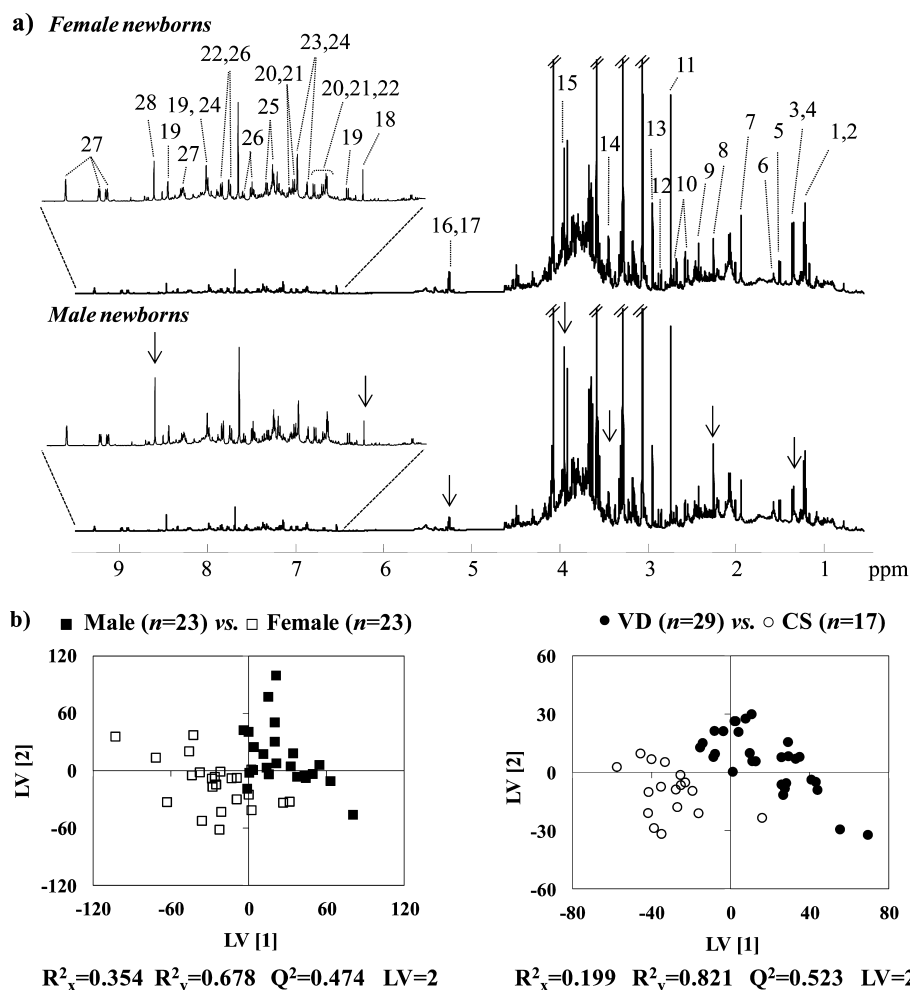 a) Female newborns
23,24
22,26
20,21
20,21,22
28 19, 24 25
19 27 26 19 18
27
16,17
15 11
14 13 12 10 9 8 7 6 5 3,4 1,2
Male newborns
9 8 7 6 5 4 3 2 1 ppm
b) ■ Male (n=23) vs. □ Female (n=23)
120
60
0
-60
-120
LV [2]
-120 -60 0 60 120
LV [1]
R²x=0.354 R²y=0.678 Q²=0.474 LV=2
● VD (n=29) vs. ○ CS (n=17)
60
30
0
-30
-60
LV [2]
-80 -40 0 40 80
LV [1]
R²x=0.199 R²y=0.821 Q²=0.523 LV=2